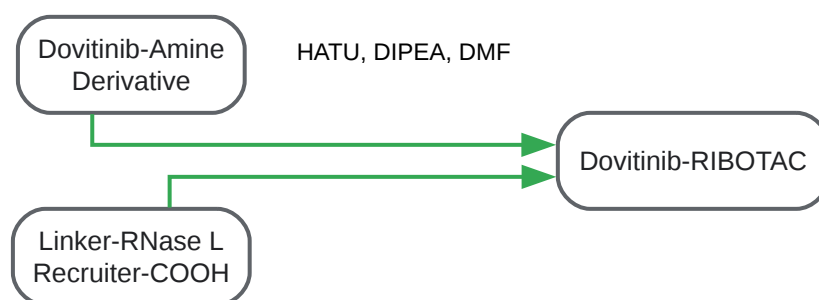 Dovitinib-Amine
Derivative
HATU, DIPEA, DMF
Dovitinib-RIBOTAC
Linker-RNase L
Recruiter-COOH